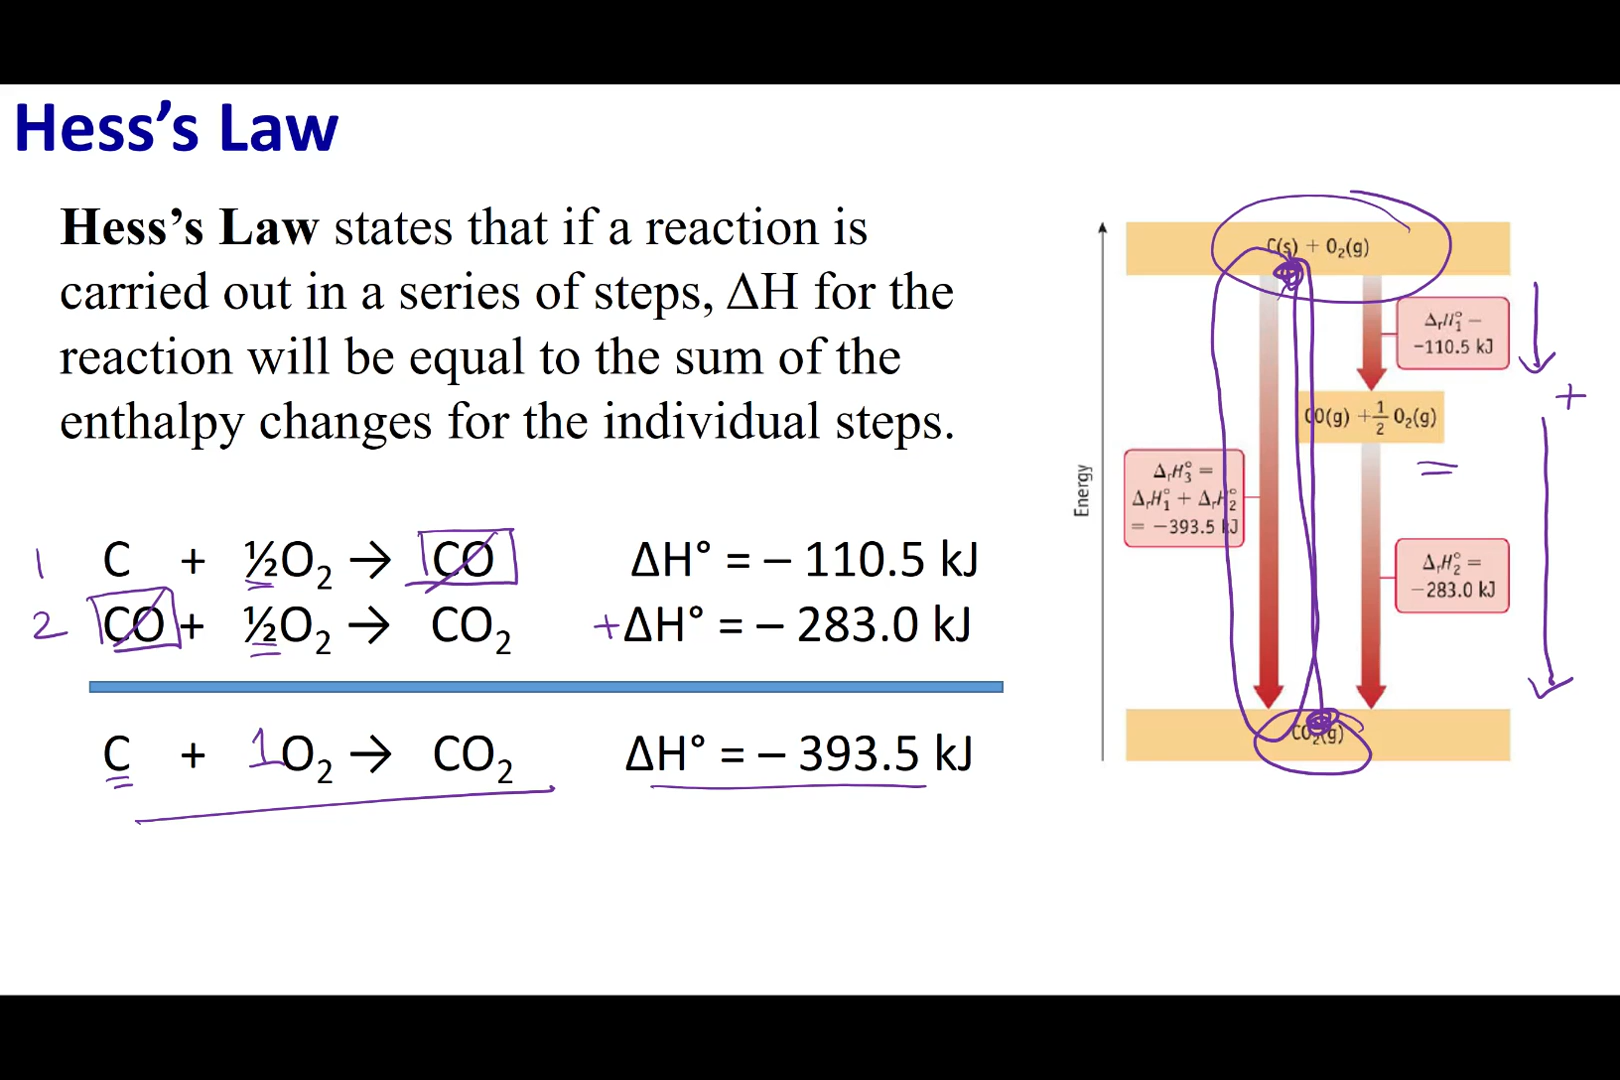 Hess's Law
Hess's Law states that if a reaction is
carried out in a series of steps, ΔH for the
reaction will be equal to the sum of the
enthalpy changes for the individual steps.
1 C + ½O₂ → CO ΔH° = – 110.5 kJ
2 CO + ½O₂ → CO₂ +ΔH° = – 283.0 kJ
C + 1O₂ → CO₂ ΔH° = – 393.5 kJ
Energy
C(s) + O₂(g)
ΔᵣH°₁ =
−110.5 kJ
+
CO(g) + 1/2 O₂(g)
=
ΔᵣH°₃ =
ΔᵣH°₁ + ΔᵣH°₂
= −393.5 kJ
ΔᵣH°₂ =
−283.0 kJ
CO₂(g)